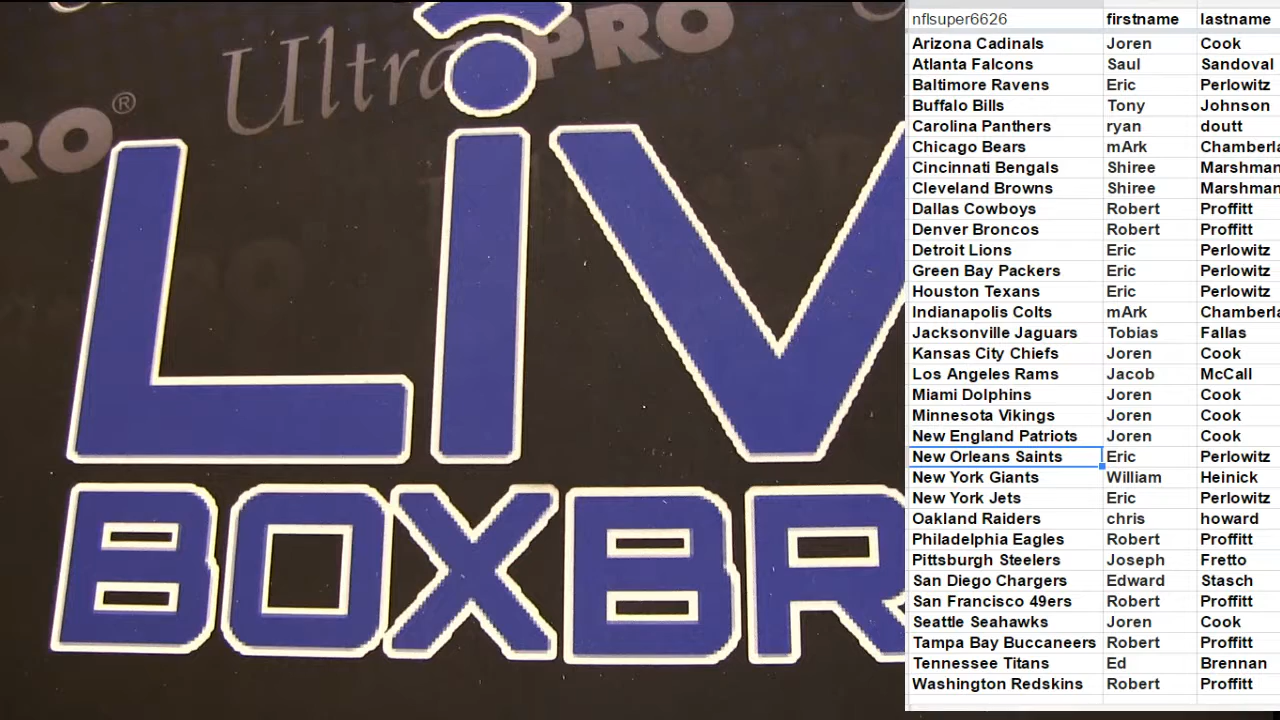 Ultra PRO
RO®
LiV
BOXBR
nflsuper6626 firstname lastname
Arizona Cadinals Joren Cook
Atlanta Falcons Saul Sandoval
Baltimore Ravens Eric Perlowitz
Buffalo Bills Tony Johnson
Carolina Panthers ryan doutt
Chicago Bears mArk Chamberla
Cincinnati Bengals Shiree Marshman
Cleveland Browns Shiree Marshman
Dallas Cowboys Robert Proffitt
Denver Broncos Robert Proffitt
Detroit Lions Eric Perlowitz
Green Bay Packers Eric Perlowitz
Houston Texans Eric Perlowitz
Indianapolis Colts mArk Chamberla
Jacksonville Jaguars Tobias Fallas
Kansas City Chiefs Joren Cook
Los Angeles Rams Jacob McCall
Miami Dolphins Joren Cook
Minnesota Vikings Joren Cook
New England Patriots Joren Cook
New Orleans Saints Eric Perlowitz
New York Giants William Heinick
New York Jets Eric Perlowitz
Oakland Raiders chris howard
Philadelphia Eagles Robert Proffitt
Pittsburgh Steelers Joseph Fretto
San Diego Chargers Edward Stasch
San Francisco 49ers Robert Proffitt
Seattle Seahawks Joren Cook
Tampa Bay Buccaneers Robert Proffitt
Tennessee Titans Ed Brennan
Washington Redskins Robert Proffitt